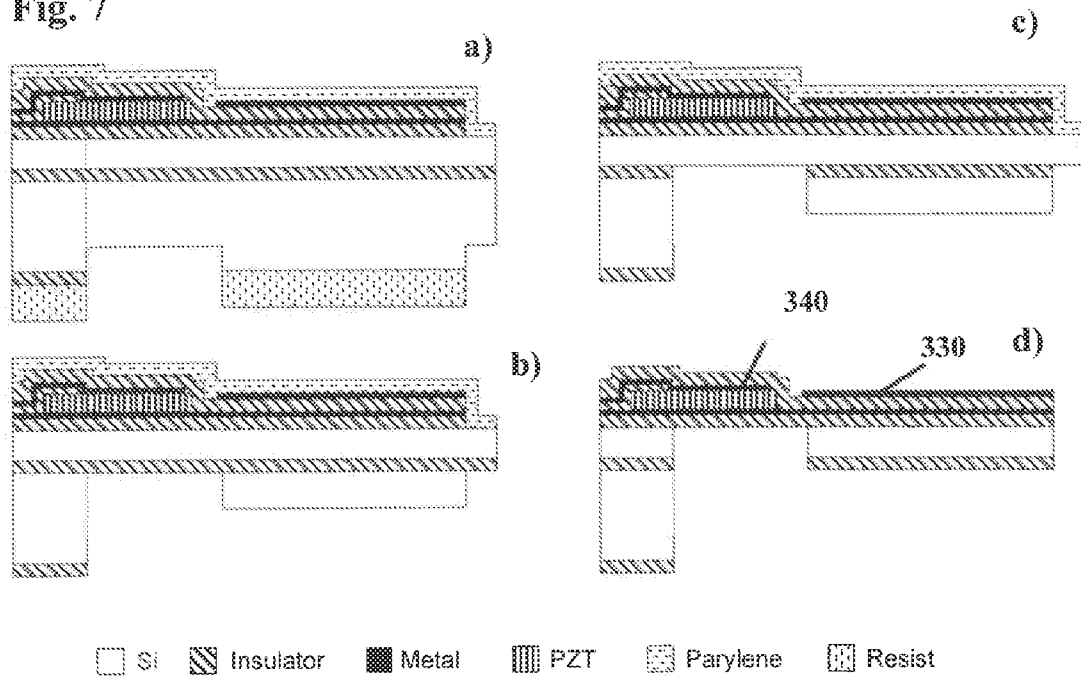 Fig. 7
a)
c)
b)
340
330
d)
Si
Insulator
Metal
PZT
Parylene
Resist